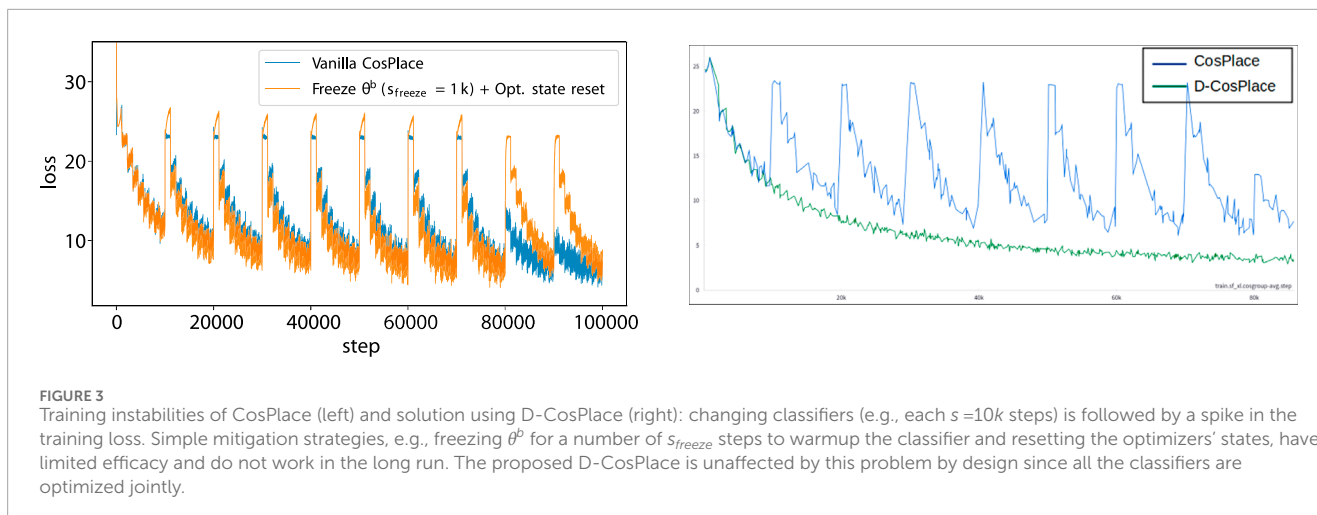 30
20
10
loss
Vanilla CosPlace
Freeze θᵇ (s_freeze = 1k) + Opt. state reset
0 20000 40000 60000 80000 100000
step
CosPlace
D-CosPlace
25
20
15
10
5
0
train.sf_xl.cosgroup-avg.step
20k 40k 60k 80k
FIGURE 3
Training instabilities of CosPlace (left) and solution using D-CosPlace (right): changing classifiers (e.g., each s =10k steps) is followed by a spike in the
training loss. Simple mitigation strategies, e.g., freezing θᵇ for a number of s_freeze steps to warmup the classifier and resetting the optimizers’ states, have
limited efficacy and do not work in the long run. The proposed D-CosPlace is unaffected by this problem by design since all the classifiers are
optimized jointly.